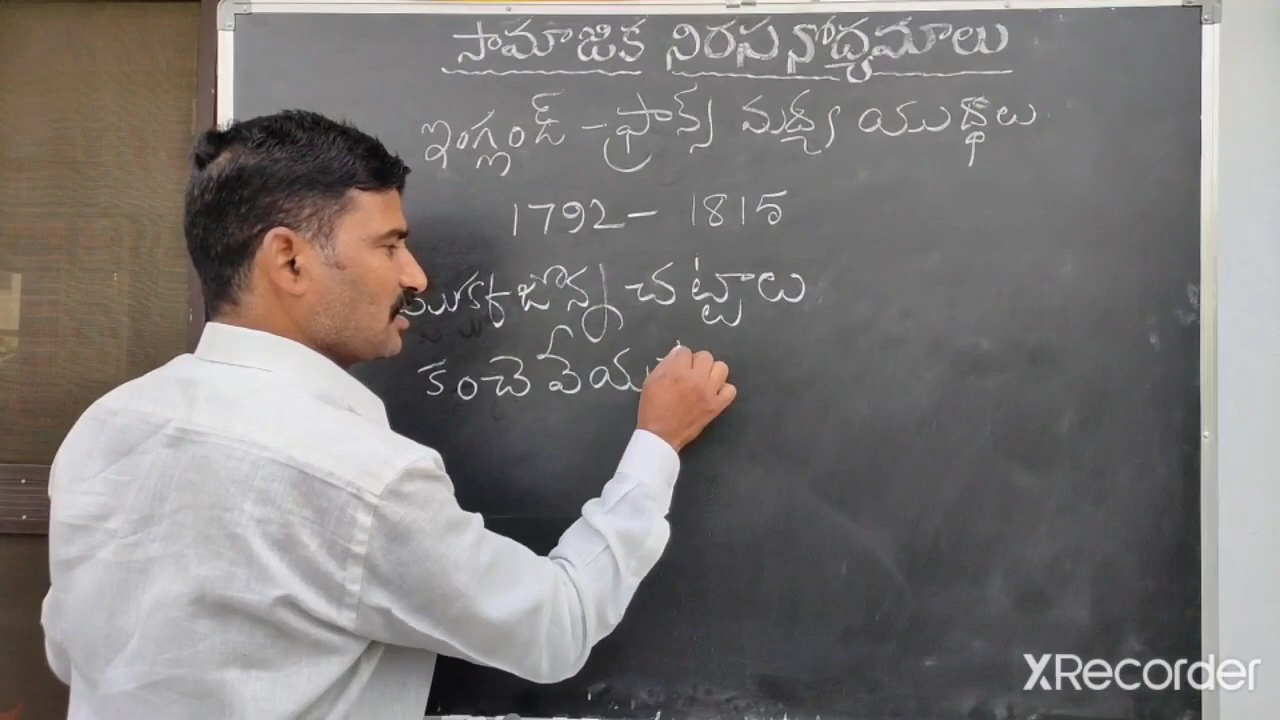 సామాజిక నిరసనోద్యమాలు
ఇంగ్లండ్ - ఫ్రాన్స్ మధ్య యుద్ధాలు
1792 - 1815
మొక్కజొన్న చట్టాలు
కంచె వేయ
XRecorder